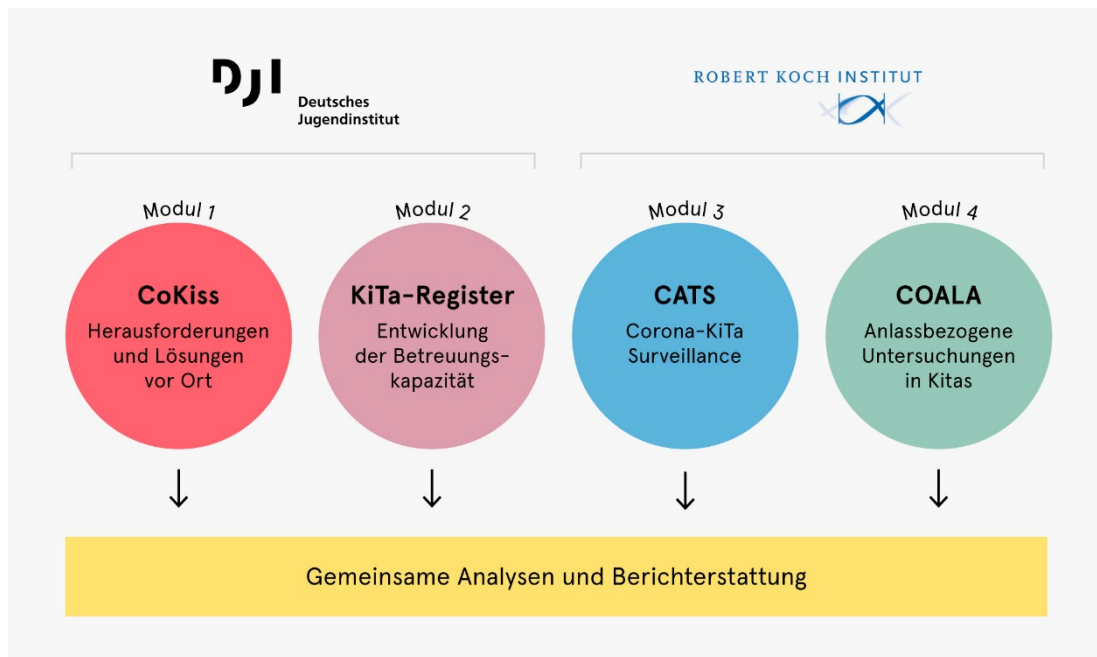 DJI
Deutsches
Jugendinstitut
ROBERT KOCH INSTITUT
Modul 1
CoKiss
Herausforderungen
und Lösungen
vor Ort
Modul 2
KiTa-Register
Entwicklung
der Betreuungs-
kapazität
Modul 3
CATS
Corona-KiTa
Surveillance
Modul 4
COALA
Anlassbezogene
Untersuchungen
in Kitas
Gemeinsame Analysen und Berichterstattung